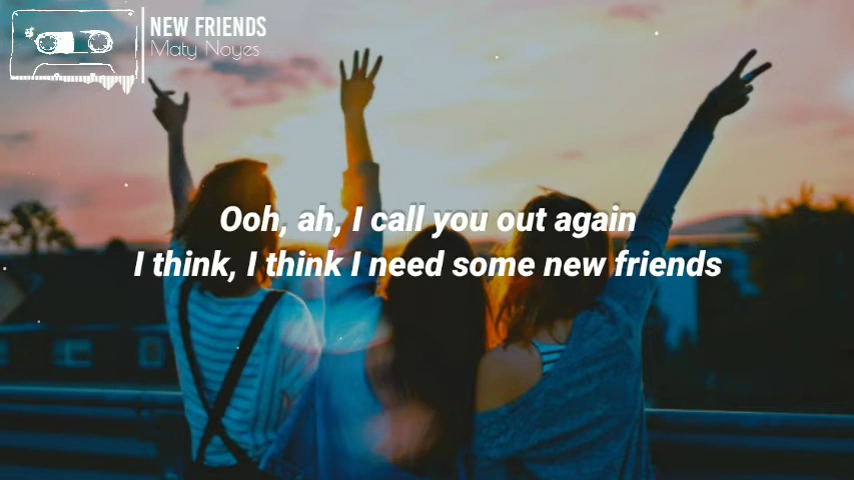 NEW FRIENDS
Maty Noyes
Ooh, ah, I call you out again
I think, I think I need some new friends